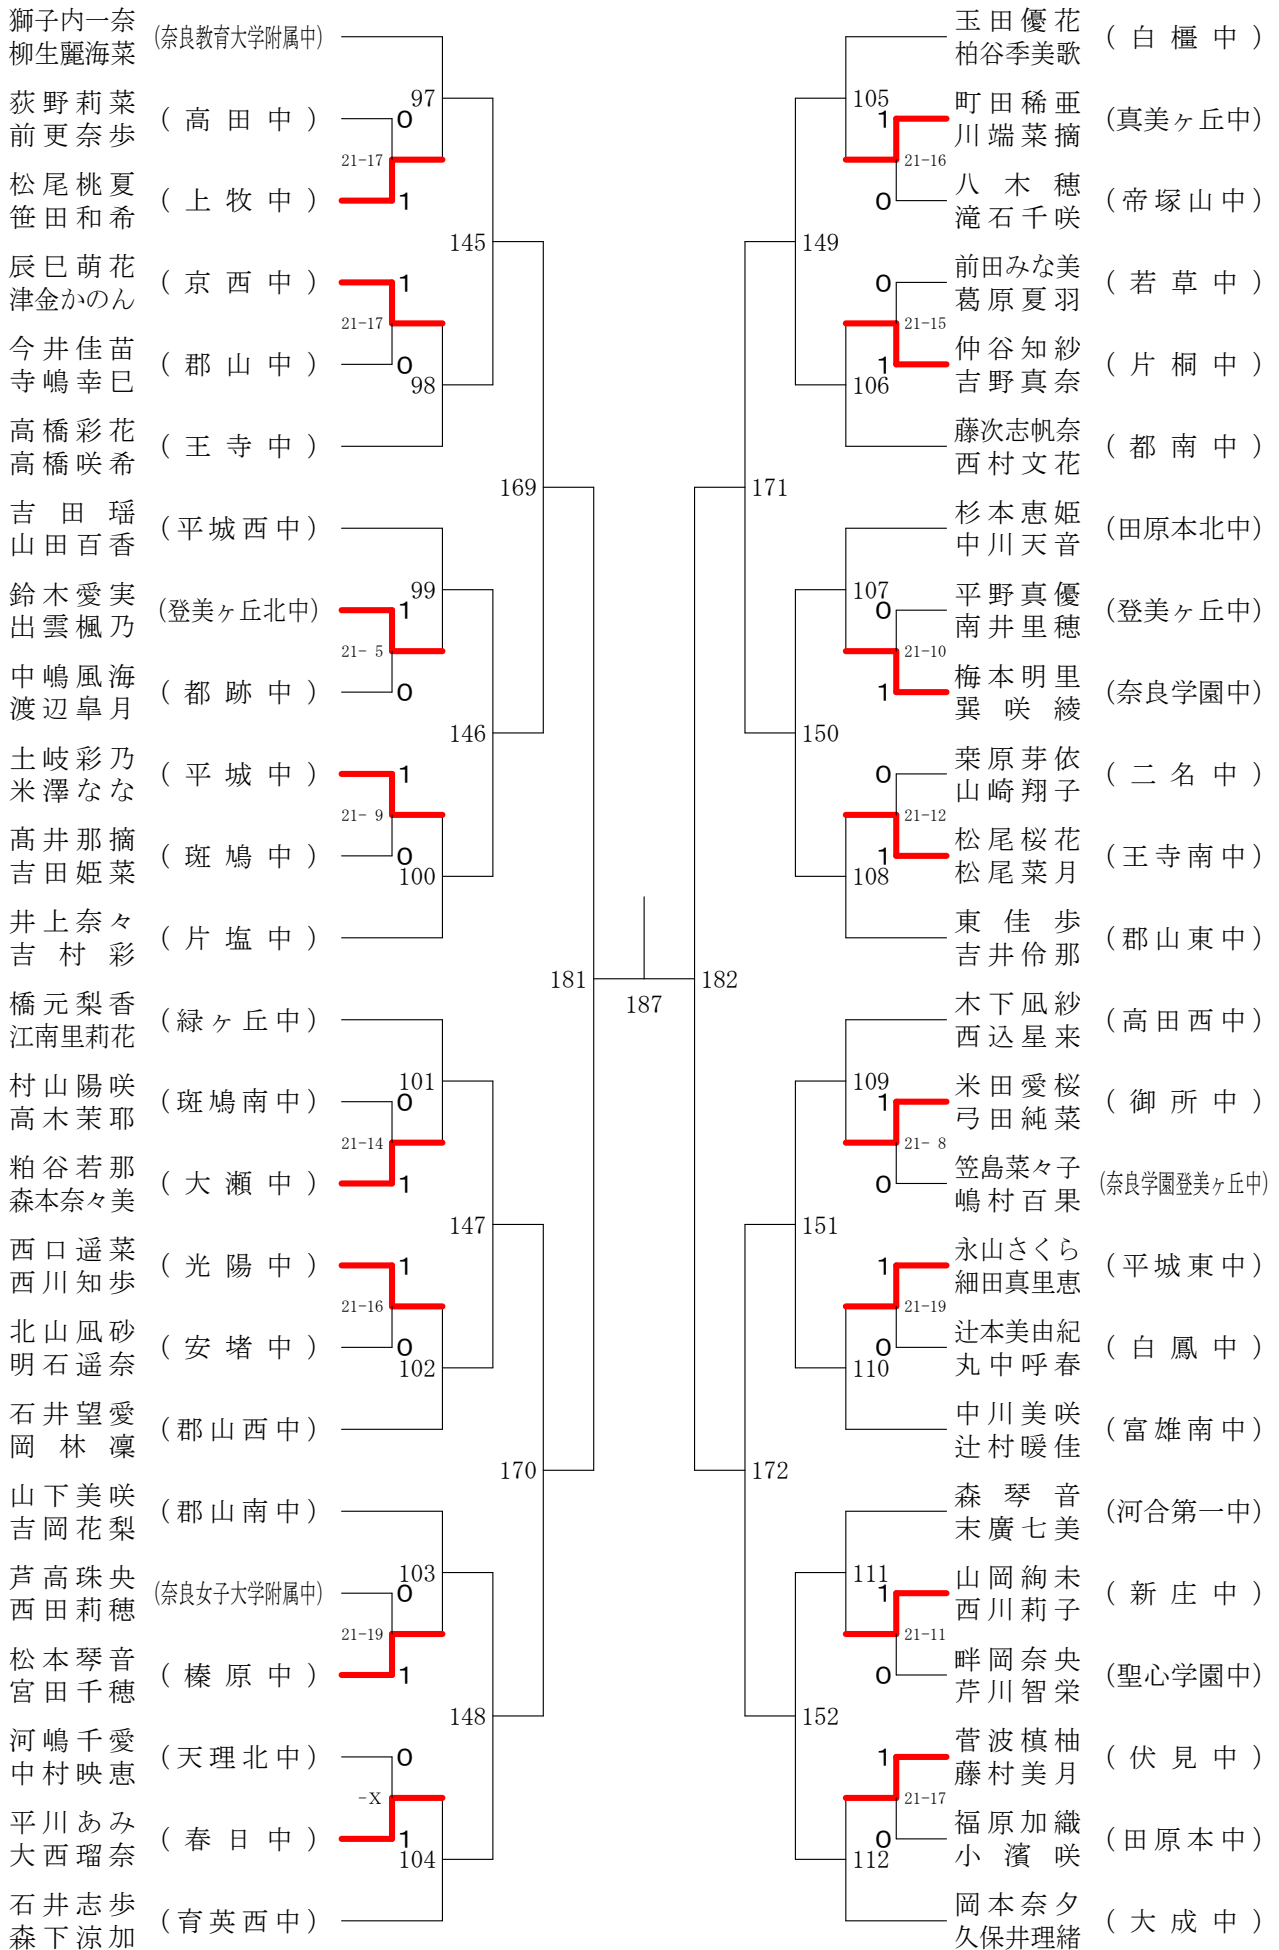 獅子内一奈
柳生麗海菜
(奈良教育大学附属中)
97
荻野莉菜
前更奈歩
(高田中)
0
21-17
松尾桃夏
笹田和希
(上牧中)
1
145
辰巳萌花
津金かのん
(京西中)
1
21-17
今井佳苗
寺嶋幸巳
(郡山中)
0
98
高橋彩花
高橋咲希
(王寺中)
169
吉田瑶
山田百香
(平城西中)
99
鈴木愛実
出雲楓乃
(登美ヶ丘北中)
1
21- 5
中嶋風海
渡辺皐月
(都跡中)
0
146
土岐彩乃
米澤なな
(平城中)
1
21- 9
髙井那摘
吉田姫菜
(斑鳩中)
0
100
井上奈々
吉村彩
(片塩中)
181
橋元梨香
江南里莉花
(緑ヶ丘中)
101
村山陽咲
高木茉耶
(斑鳩南中)
0
21-14
粕谷若那
森本奈々美
(大瀬中)
1
147
西口遥菜
西川知歩
(光陽中)
1
21-16
北山凪砂
明石遥奈
(安堵中)
0
102
石井望愛
岡林凜
(郡山西中)
170
山下美咲
吉岡花梨
(郡山南中)
103
芦高珠央
西田莉穂
(奈良女子大学附属中)
0
21-19
松本琴音
宮田千穂
(榛原中)
1
148
河嶋千愛
中村映恵
(天理北中)
0
-X
平川あみ
大西瑠奈
(春日中)
1
104
石井志歩
森下涼加
(育英西中)
187
玉田優花
柏谷季美歌
(白橿中)
105
町田稀亜
川端菜摘
(真美ヶ丘中)
1
21-16
八木穂
滝石千咲
(帝塚山中)
0
149
前田みな美
葛原夏羽
(若草中)
0
21-15
仲谷知紗
吉野真奈
(片桐中)
1
106
藤次志帆奈
西村文花
(都南中)
171
杉本恵姫
中川天音
(田原本北中)
107
平野真優
南井里穂
(登美ヶ丘中)
0
21-10
梅本明里
巽咲綾
(奈良学園中)
1
150
桒原芽依
山崎翔子
(二名中)
0
21-12
松尾桜花
松尾菜月
(王寺南中)
1
108
東佳歩
吉井伶那
(郡山東中)
182
木下凪紗
西込星来
(高田西中)
109
米田愛桜
弓田純菜
(御所中)
1
21- 8
笠島菜々子
嶋村百果
(奈良学園登美ヶ丘中)
0
151
永山さくら
細田真里恵
(平城東中)
1
21-19
辻本美由紀
丸中呼春
(白鳳中)
0
110
中川美咲
辻村暖佳
(富雄南中)
172
森琴音
末廣七美
(河合第一中)
111
山岡絢未
西川莉子
(新庄中)
1
21-11
畔岡奈央
芹川智栄
(聖心学園中)
0
152
菅波槙柚
藤村美月
(伏見中)
1
21-17
福原加織
小濱咲
(田原本中)
0
112
岡本奈夕
久保井理緒
(大成中)